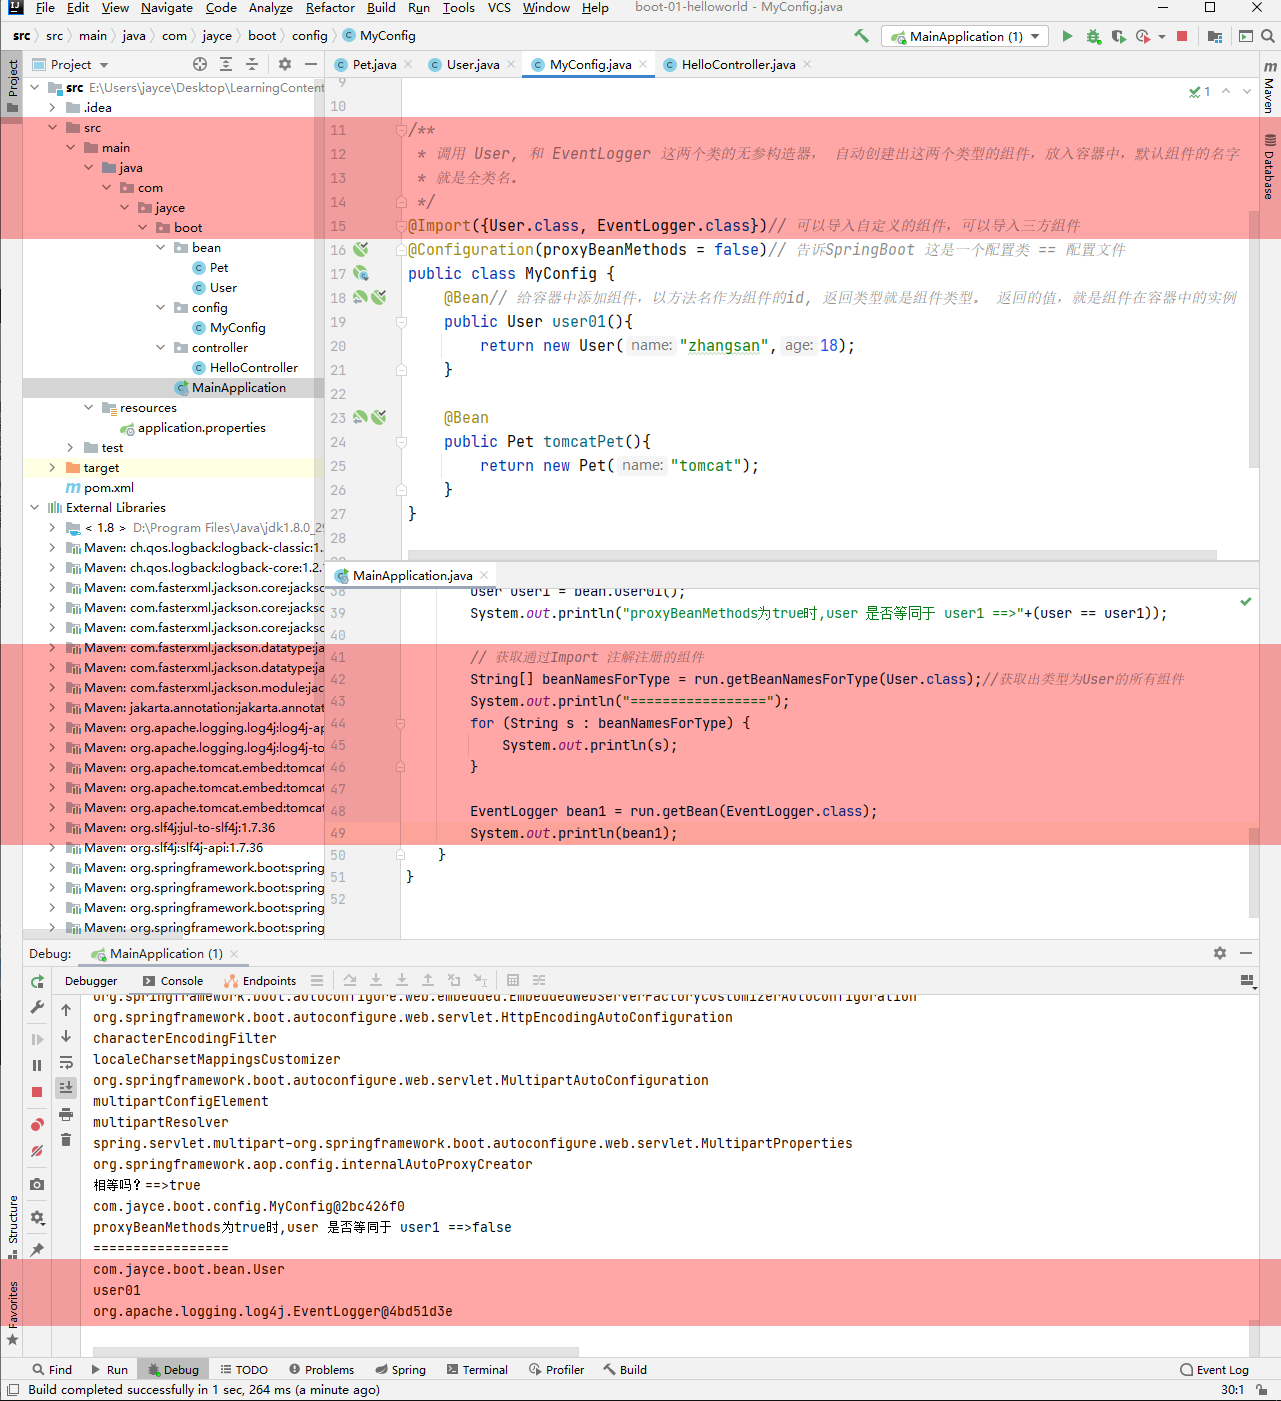 File Edit View Navigate Code Analyze Refactor Build Run Tools VCS Window Help boot-01-helloworld - MyConfig.java
src src main java com jayce boot config MyConfig MainApplication (1)
Project
Pet.java User.java MyConfig.java HelloController.java
src E:\Users\jayce\Desktop\LearningContent
.idea
src
main
java
com
jayce
boot
bean
Pet
User
config
MyConfig
controller
HelloController
MainApplication
resources
application.properties
test
target
pom.xml
External Libraries
< 1.8 > D:\Program Files\Java\jdk1.8.0_29
Maven: ch.qos.logback:logback-classic:1.
Maven: ch.qos.logback:logback-core:1.2.
Maven: com.fasterxml.jackson.core:jackso
Maven: com.fasterxml.jackson.core:jackso
Maven: com.fasterxml.jackson.core:jackso
Maven: com.fasterxml.jackson.datatype:ja
Maven: com.fasterxml.jackson.datatype:ja
Maven: com.fasterxml.jackson.module:jac
Maven: jakarta.annotation:jakarta.annotat
Maven: org.apache.logging.log4j:log4j-ap
Maven: org.apache.logging.log4j:log4j-to
Maven: org.apache.tomcat.embed:tomcat
Maven: org.apache.tomcat.embed:tomcat
Maven: org.apache.tomcat.embed:tomcat
Maven: org.slf4j:jul-to-slf4j:1.7.36
Maven: org.slf4j:slf4j-api:1.7.36
Maven: org.springframework.boot:spring
Maven: org.springframework.boot:spring
Maven: org.springframework.boot:spring
Maven: org.springframework.boot:spring
Project
Structure
Favorites
Maven
Database
1
9
10
11 /**
12 * 调用 User, 和 EventLogger 这两个类的无参构造器, 自动创建出这两个类型的组件,放入容器中,默认组件的名字
13 * 就是全类名.
14 */
15 @Import({User.class, EventLogger.class})// 可以导入自定义的组件,可以导入三方组件
16 @Configuration(proxyBeanMethods = false)// 告诉SpringBoot 这是一个配置类 == 配置文件
17 public class MyConfig {
18 @Bean// 给容器中添加组件,以方法名作为组件的id, 返回类型就是组件类型. 返回的值,就是组件在容器中的实例
19 public User user01(){
20 return new User( name: "zhangsan", age: 18);
21 }
22
23 @Bean
24 public Pet tomcatPet(){
25 return new Pet( name: "tomcat");
26 }
27 }
28
MainApplication.java
38 User user1 = bean.user01();
39 System.out.println("proxyBeanMethods为true时,user 是否等同于 user1 ==>"+(user == user1));
40
41 // 获取通过Import 注解注册的组件
42 String[] beanNamesForType = run.getBeanNamesForType(User.class);//获取出类型为User的所有组件
43 System.out.println("=================");
44 for (String s : beanNamesForType) {
45 System.out.println(s);
46 }
47
48 EventLogger bean1 = run.getBean(EventLogger.class);
49 System.out.println(bean1);
50 }
51 }
52
Debug: MainApplication (1)
Debugger Console Endpoints
org.springframework.boot.autoconfigure.web.embedded.EmbeddedWebServerFactoryCustomizerAutoConfiguration
org.springframework.boot.autoconfigure.web.servlet.HttpEncodingAutoConfiguration
characterEncodingFilter
localeCharsetMappingsCustomizer
org.springframework.boot.autoconfigure.web.servlet.MultipartAutoConfiguration
multipartConfigElement
multipartResolver
spring.servlet.multipart-org.springframework.boot.autoconfigure.web.servlet.MultipartProperties
org.springframework.aop.config.internalAutoProxyCreator
相等吗?==>true
com.jayce.boot.config.MyConfig@2bc426f0
proxyBeanMethods为true时,user 是否等同于 user1 ==>false
=================
com.jayce.boot.bean.User
user01
org.apache.logging.log4j.EventLogger@4bd51d3e
Find Run Debug TODO Problems Spring Terminal Profiler Build Event Log
Build completed successfully in 1 sec, 264 ms (a minute ago) 30:1